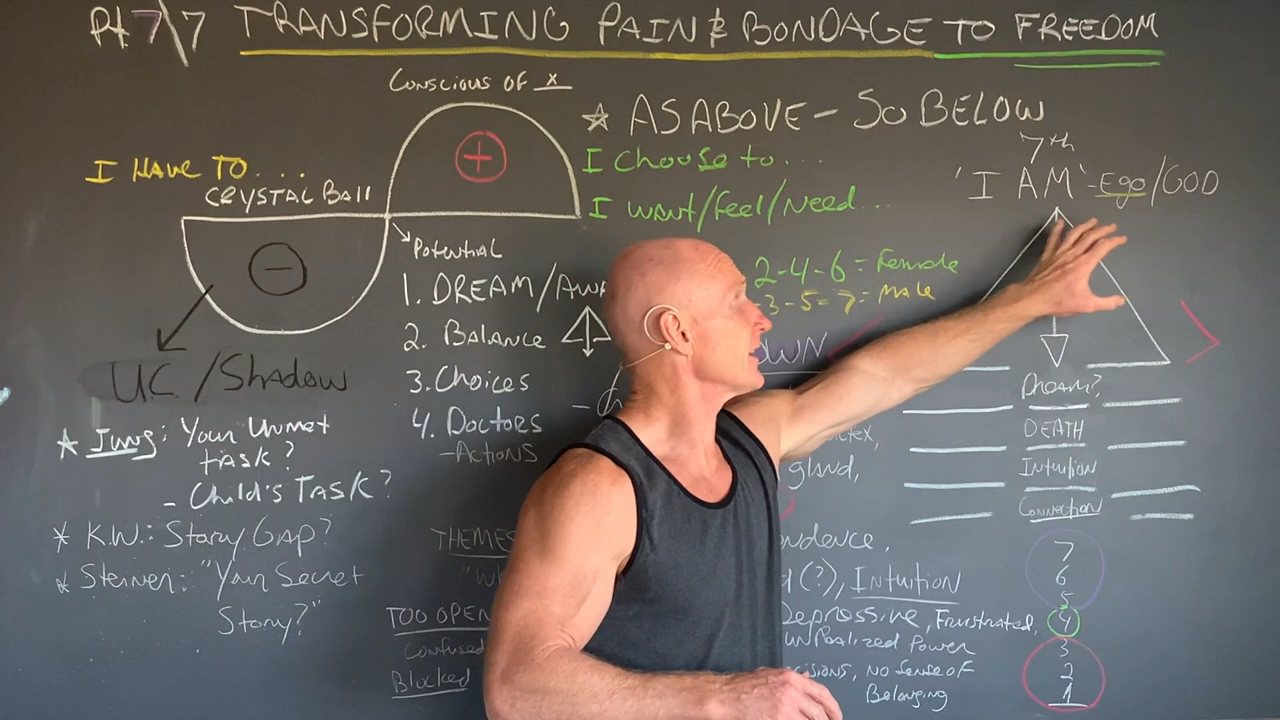 Pt 7\7 TRANSFORMING PAIN & BONDAGE TO FREEDOM
CONSCIOUS OF x
I HAVE TO....
CRYSTAL BALL
+
−
UC./Shadow
* Jung: Your Unmet
task?
- Child's Task?
* K.W.: Story Gap?
* Steiner: "Your Secret
Story?"
Potential
1. DREAM/
2. Balance
3. Choices
4. Doctors
- Actions
THEMES
TOO OPEN
Confused
Blocked
☆ AS ABOVE - SO BELOW
I choose to....
I want/feel/need...
2-4-6 = Female
-3-5=7= Male
gland,
(?), Intuition
Depressive, Frustrated,
Power
No Sense of
Belonging
7th
'I AM' - Ego/GOD
Dream?
DEATH
Intuition
Connection
7
6
5
4
3
2
1